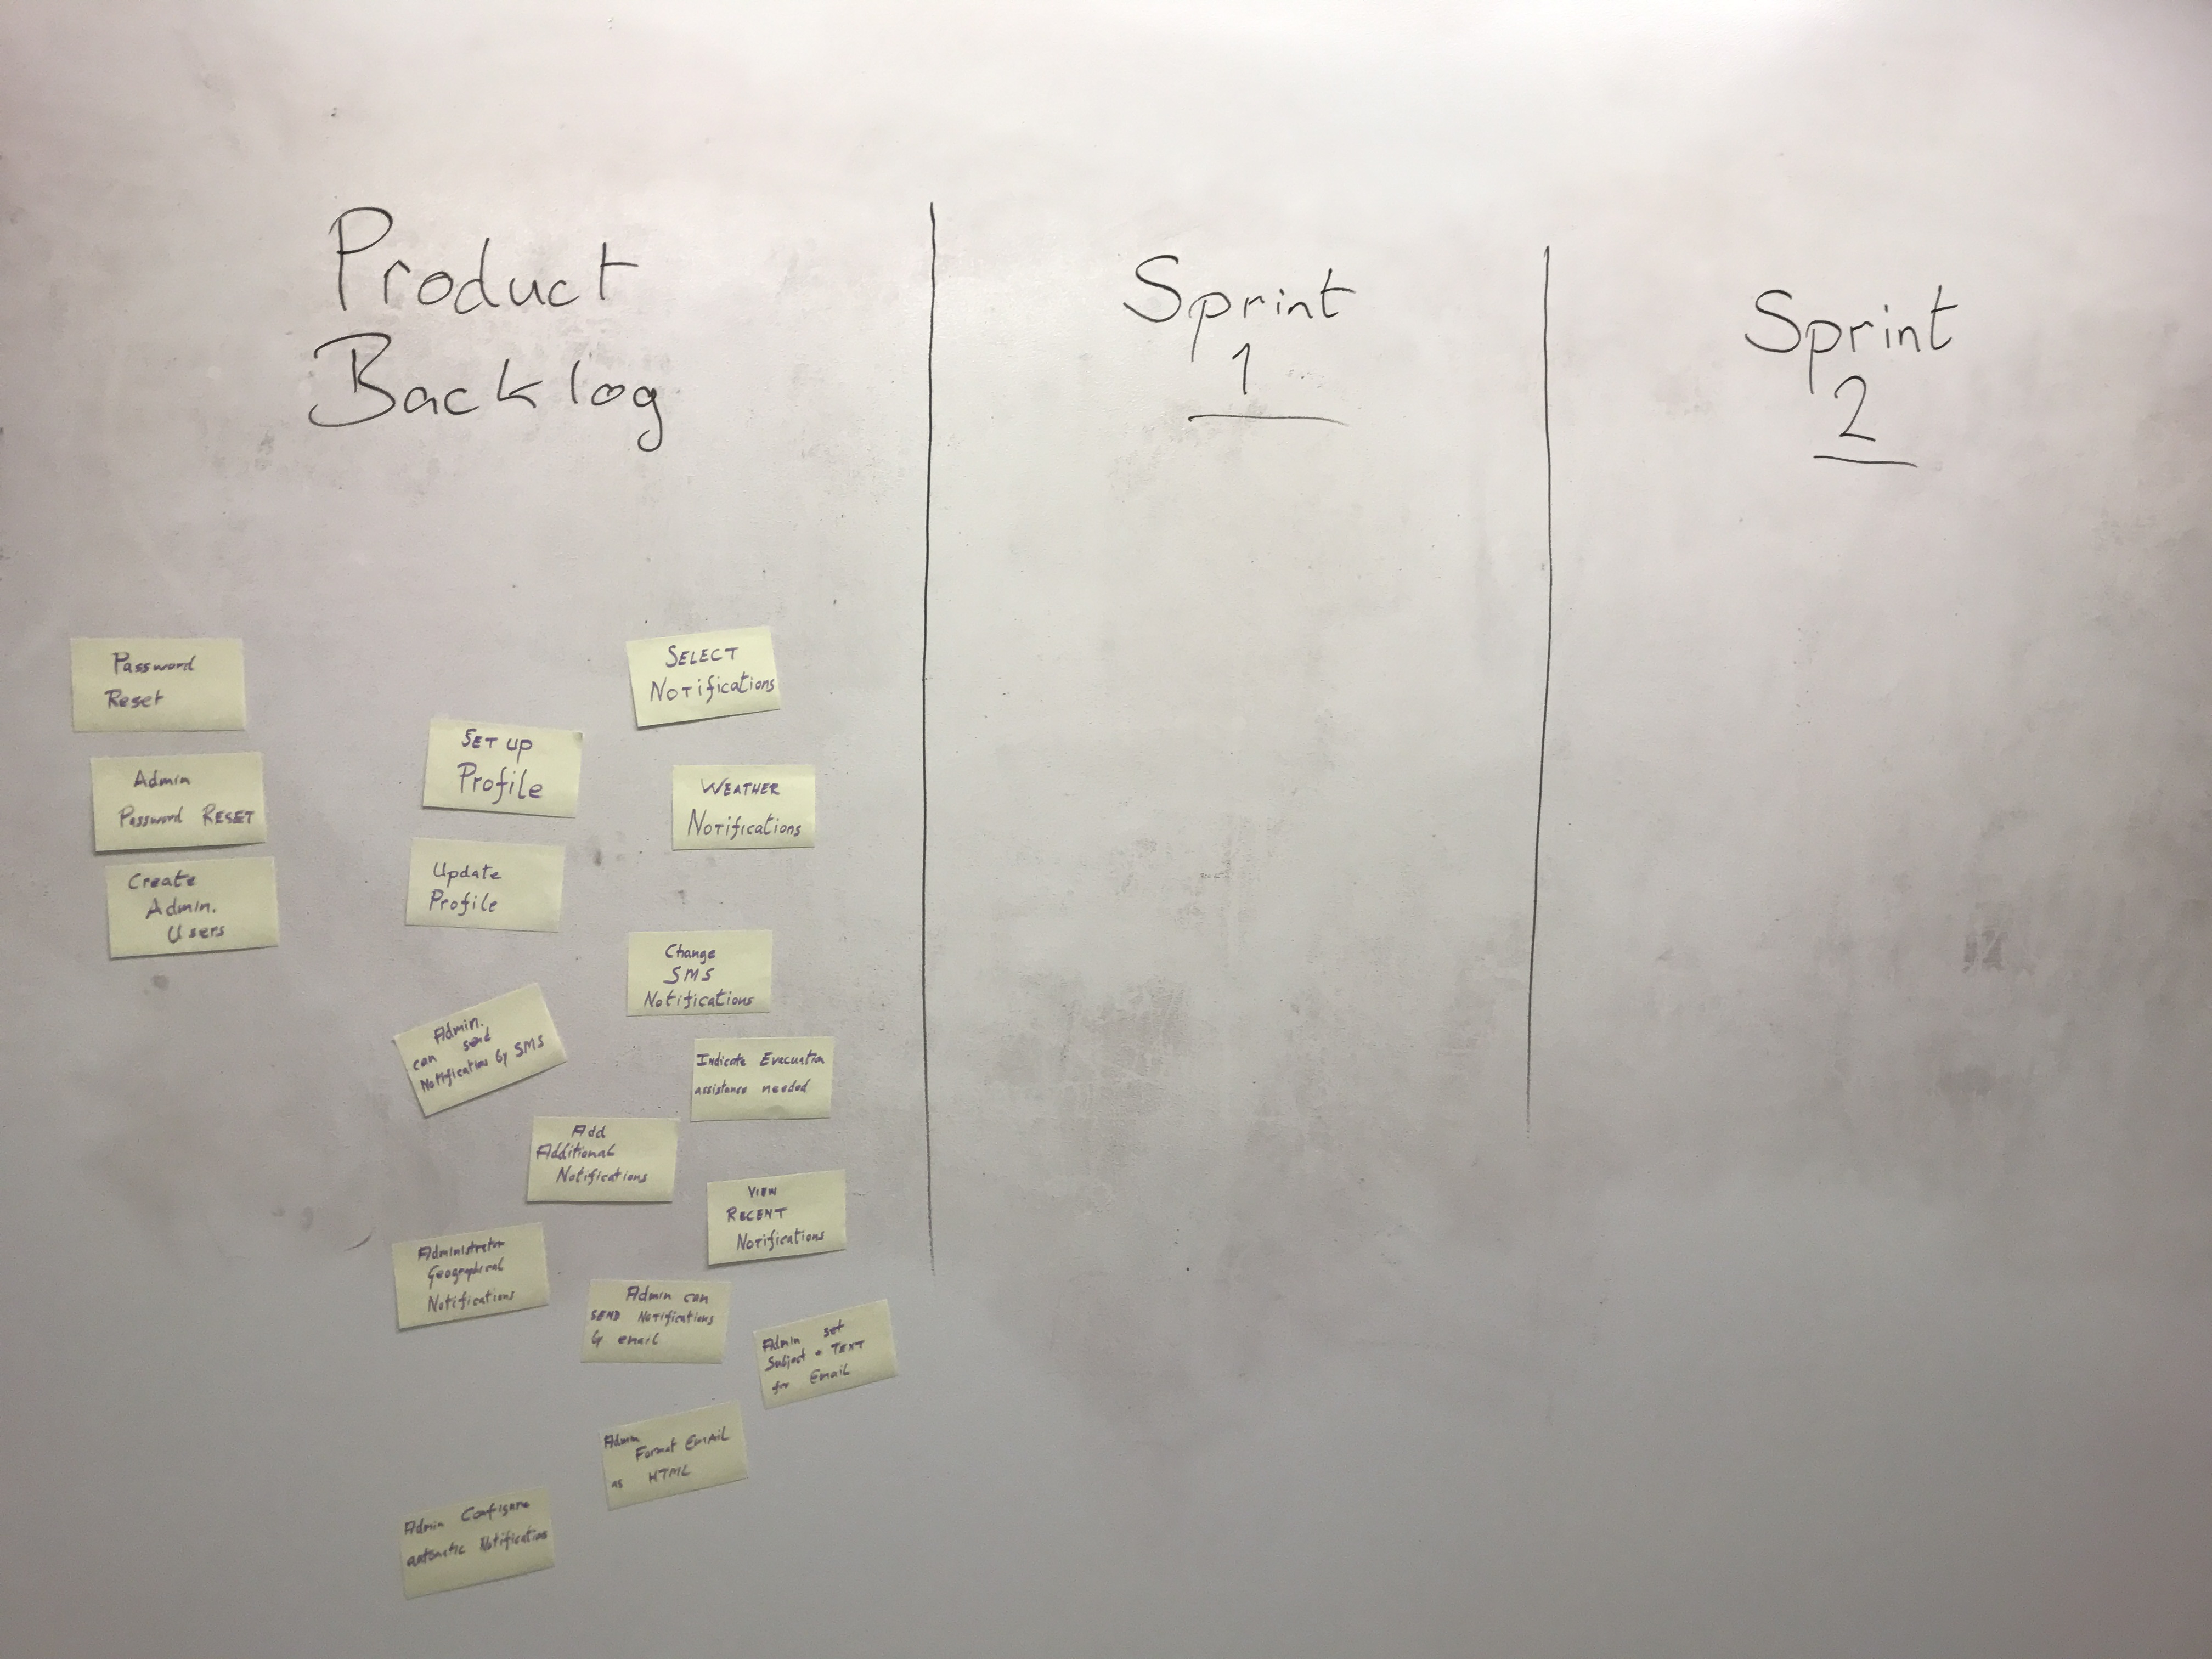 Product
Backlog
Sprint
1
Sprint
2
Password
Reset
Admin
Password RESET
Create
Admin.
Users
SET UP
Profile
Update
Profile
SELECT
Notifications
WEATHER
Notifications
Change
SMS
Notifications
Admin.
can send
Notifications by SMS
Indicate Evacuation
assistance needed
Add
Additional
Notifications
VIEW
RECENT
Notifications
Administrator
Geographical
Notifications
Admin can
SEND Notifications
by email
Admin set
Subject + TEXT
for Email
Admin
Format EMAIL
as HTML
Admin Configure
automatic Notification